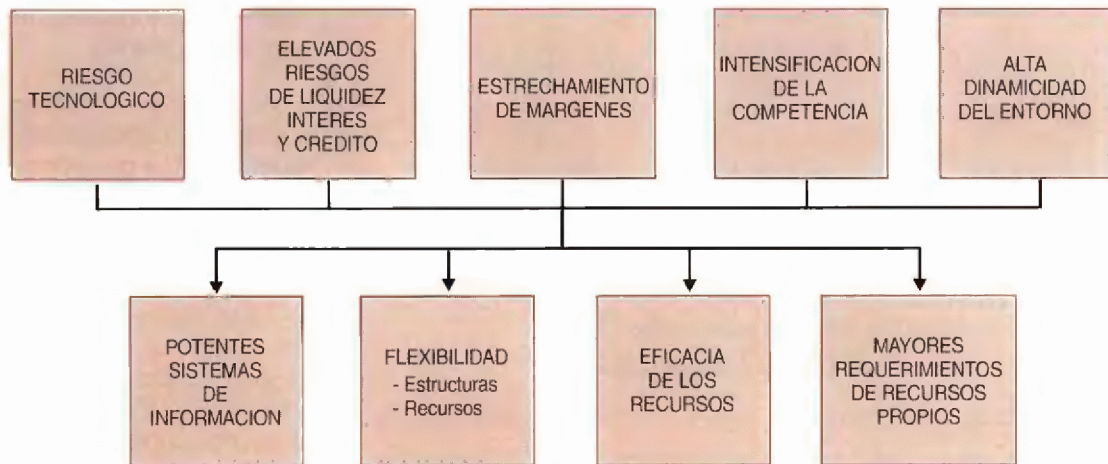 RIESGO
TECNOLOGICO
ELEVADOS
RIESGOS
DE LIQUIDEZ
INTERES
Y CREDITO
ESTRECHAMIENTO
DE MARGENES
INTENSIFICACION
DE LA
COMPETENCIA
ALTA
DINAMICIDAD
DEL ENTORNO
POTENTES
SISTEMAS
DE
INFORMACION
FLEXIBILIDAD
- Estructuras
- Recursos
EFICACIA
DE LOS
RECURSOS
MAYORES
REQUERIMIENTOS
DE RECURSOS
PROPIOS